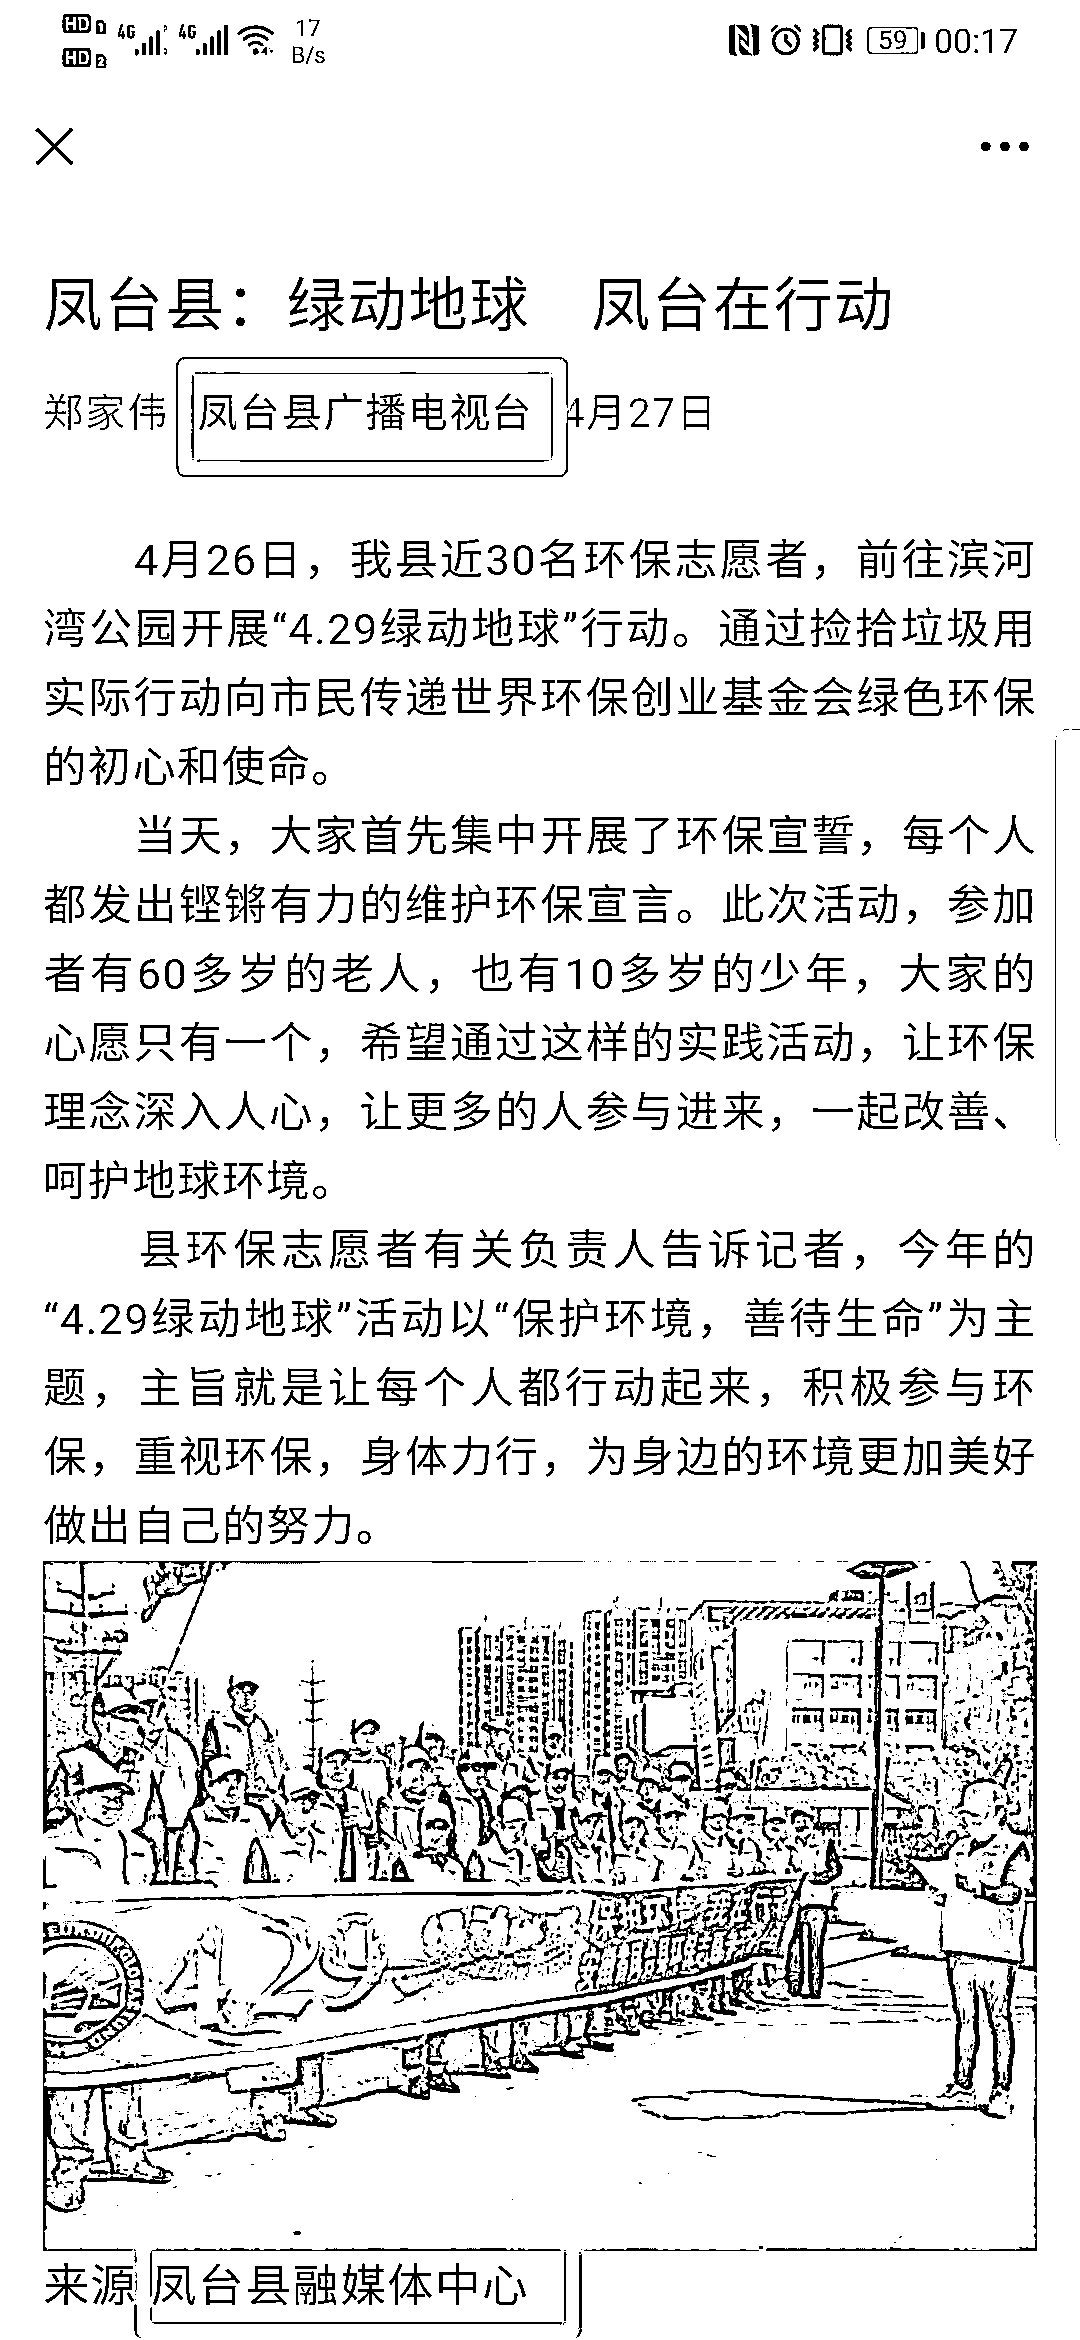 HD 1 4G 4G 17
HD 2 B/s 59 00:17
凤台县：绿动地球 凤台在行动
郑家伟 凤台县广播电视台 4月27日
4月26日，我县近30名环保志愿者，前往滨河
湾公园开展“4.29绿动地球”行动。通过捡拾垃圾用
实际行动向市民传递世界环保创业基金会绿色环保
的初心和使命。
当天，大家首先集中开展了环保宣誓，每个人
都发出铿锵有力的维护环保宣言。此次活动，参加
者有60多岁的老人，也有10多岁的少年，大家的
心愿只有一个，希望通过这样的实践活动，让环保
理念深入人心，让更多的人参与进来，一起改善、
呵护地球环境。
县环保志愿者有关负责人告诉记者，今年的
“4.29绿动地球”活动以“保护环境，善待生命”为主
题，主旨就是让每个人都行动起来，积极参与环
保，重视环保，身体力行，为身边的环境更加美好
做出自己的努力。
429
来源 凤台县融媒体中心